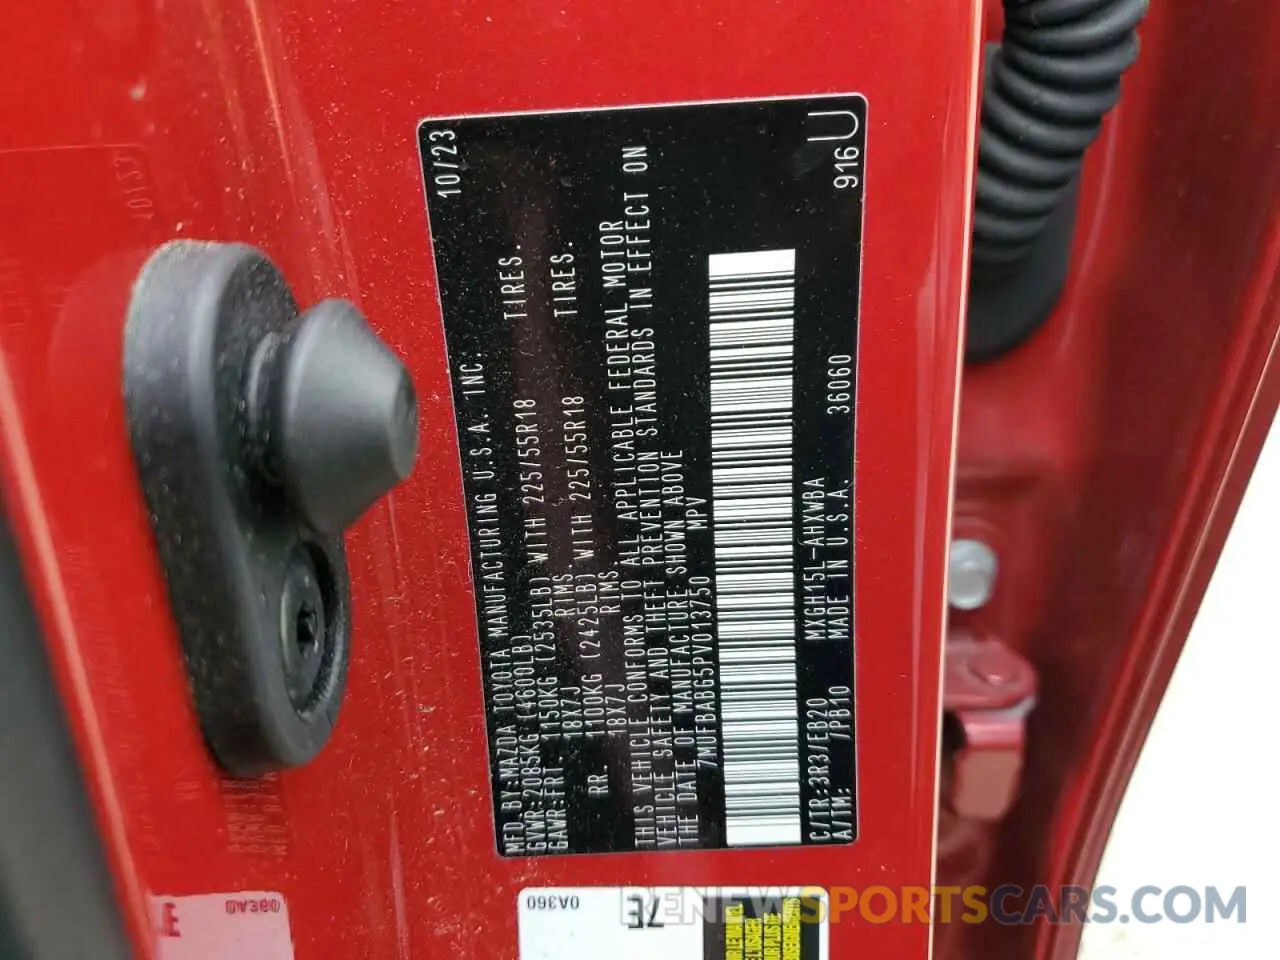 MFD BY:MAZDA TOYOTA MANUFACTURING U.S.A. INC. 10/23
GVWR:2085KG(4600LB)
GAWR:FRT 1150KG (2535LB) WITH 225/55R18 TIRES.
18X7J RIMS.
RR. 1100KG (2425LB) WITH 225/55R18 TIRES.
18X7J RIMS.
THIS VEHICLE CONFORMS TO ALL APPLICABLE FEDERAL MOTOR
VEHICLE SAFETY AND THEFT PREVENTION STANDARDS IN EFFECT ON
THE DATE OF MANUFACTURE SHOWN ABOVE
7MUFBABG5PV013750 MPV
C/TR:3R3/EB20 MXGH15L-AHXWBA
A/TM: /PB10 MADE IN U.S.A. 36060 916U
0A360
7E
RENEWSPORTSCARS.COM